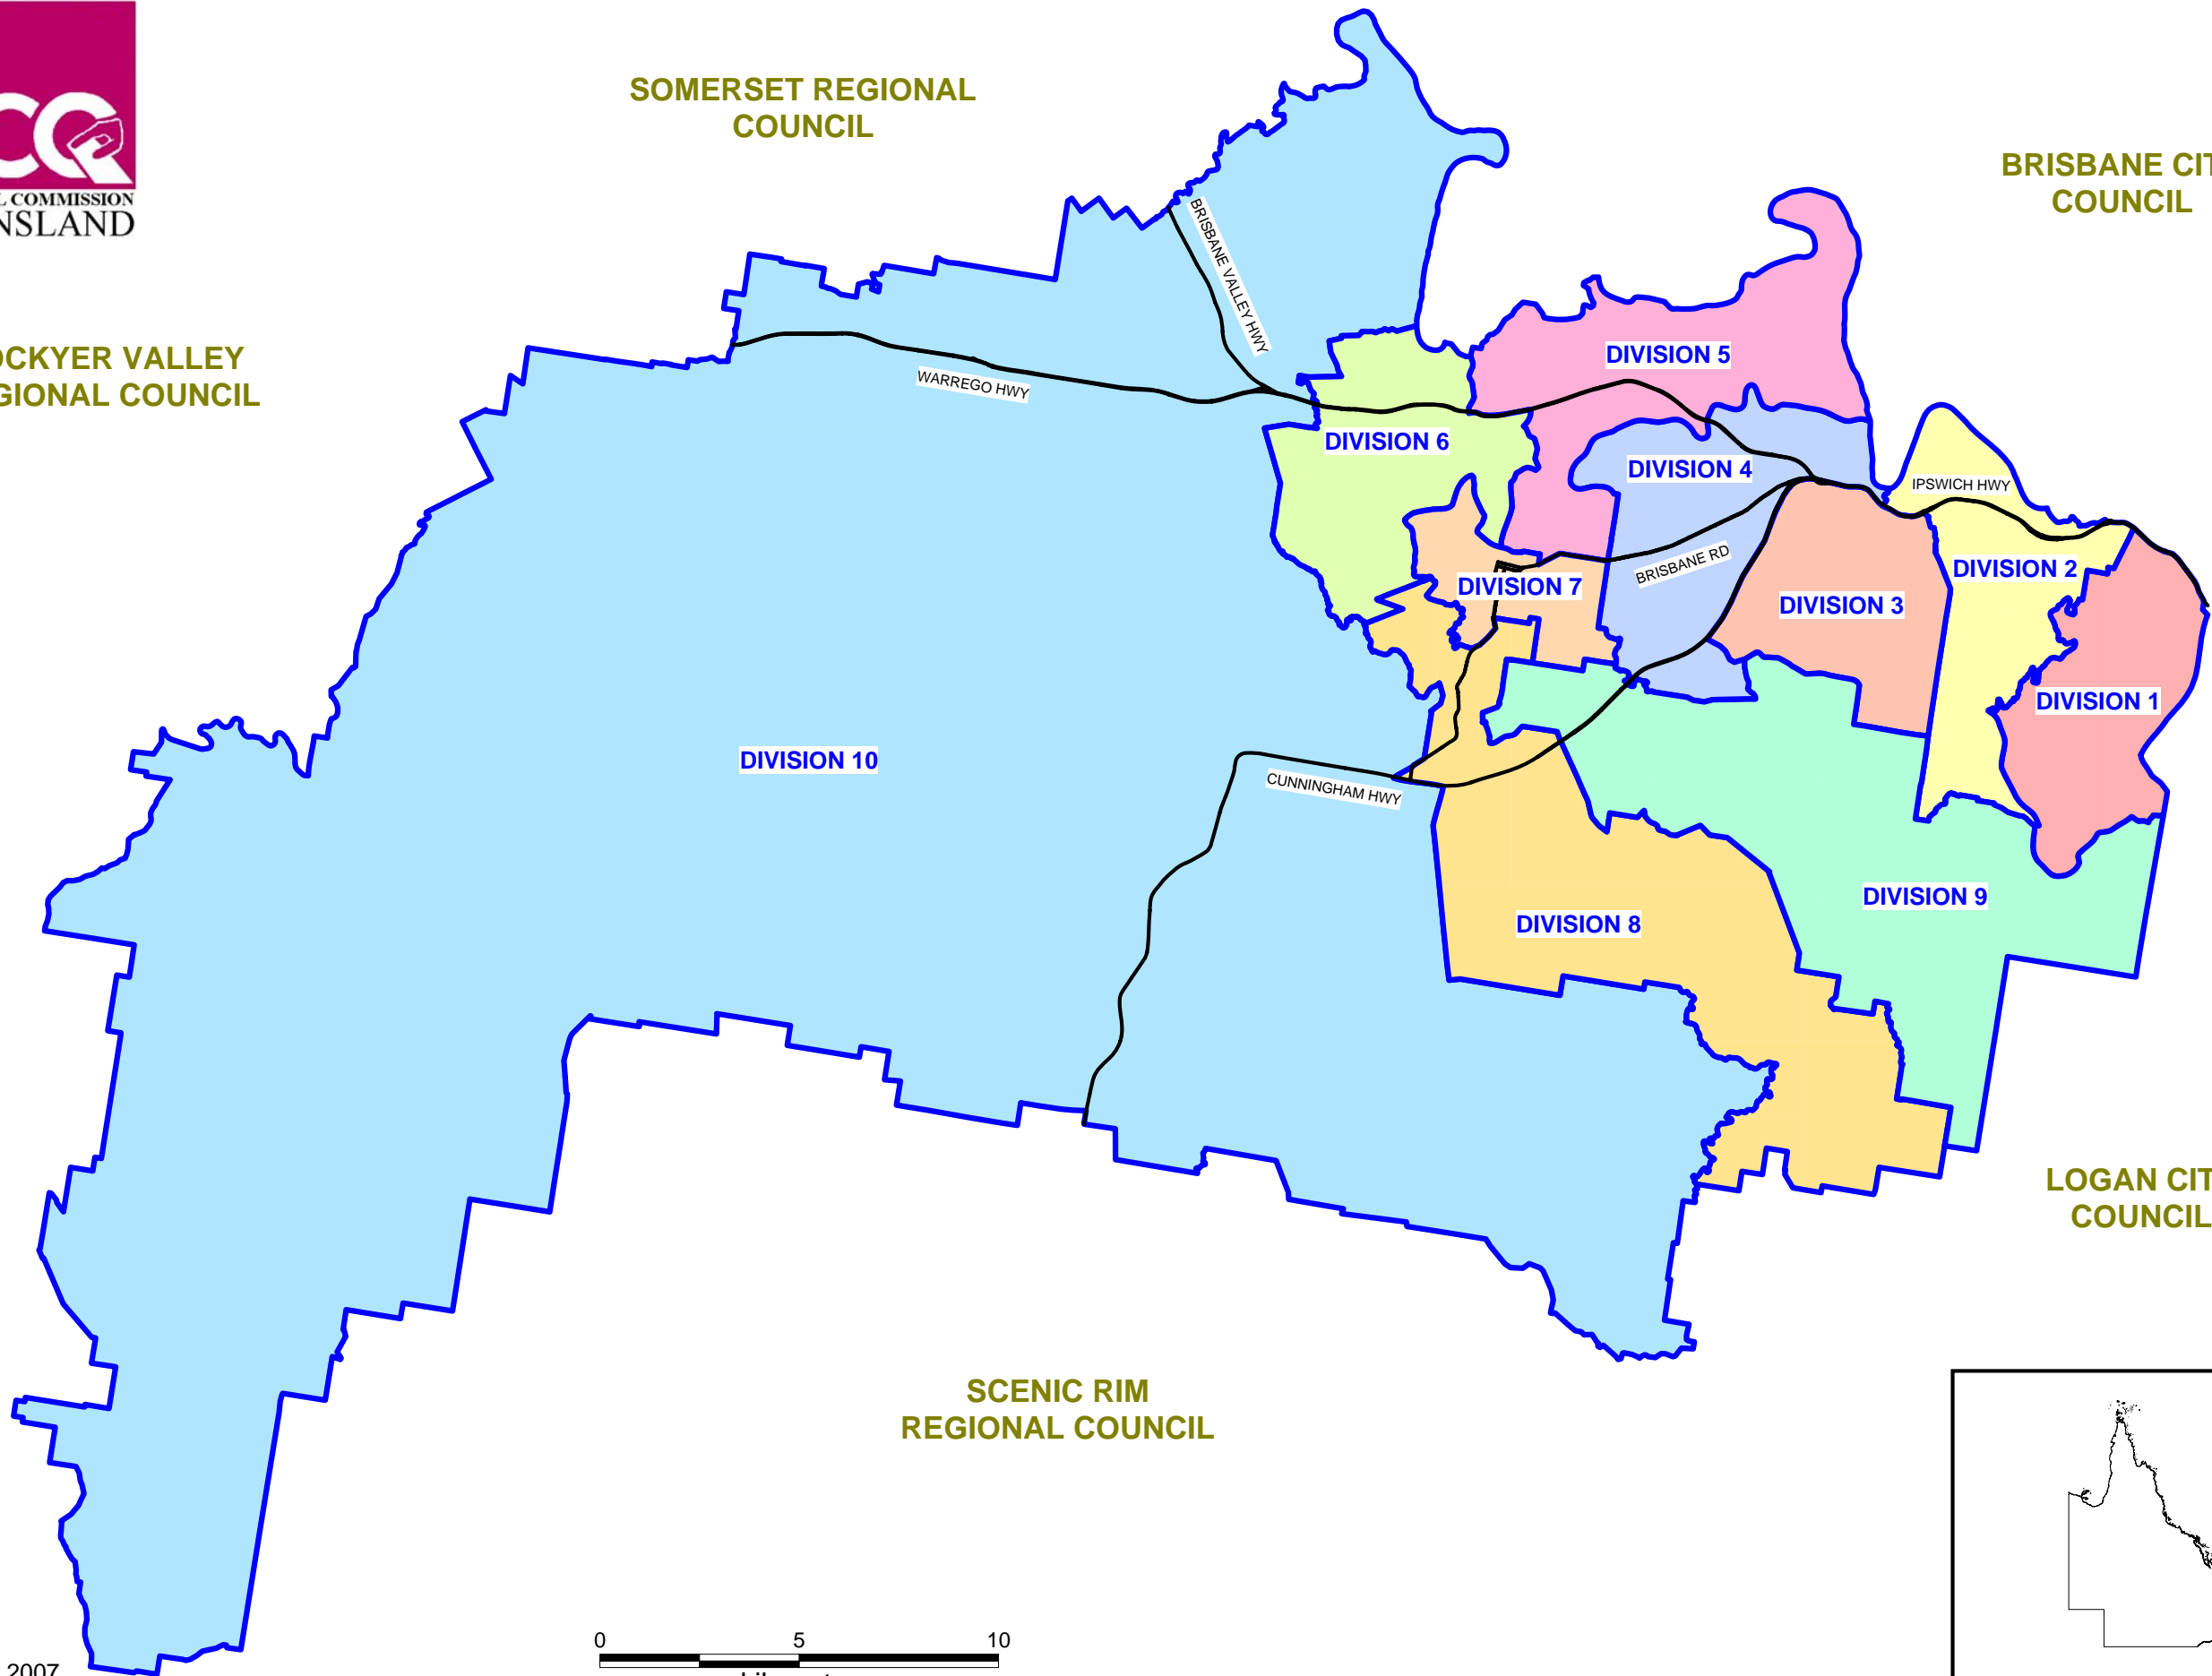 CQ
L COMMISSION
NSLAND
SOMERSET REGIONAL
COUNCIL
BRISBANE CIT
COUNCIL
OCKYER VALLEY
GIONAL COUNCIL
BRISBANE VALLEY HWY
WARREGO HWY
DIVISION 5
DIVISION 6
DIVISION 4
IPSWICH HWY
BRISBANE RD
DIVISION 2
DIVISION 7
DIVISION 3
DIVISION 1
DIVISION 10
CUNNINGHAM HWY
DIVISION 9
DIVISION 8
LOGAN CIT
COUNCIL
SCENIC RIM
REGIONAL COUNCIL
0 5 10
2007